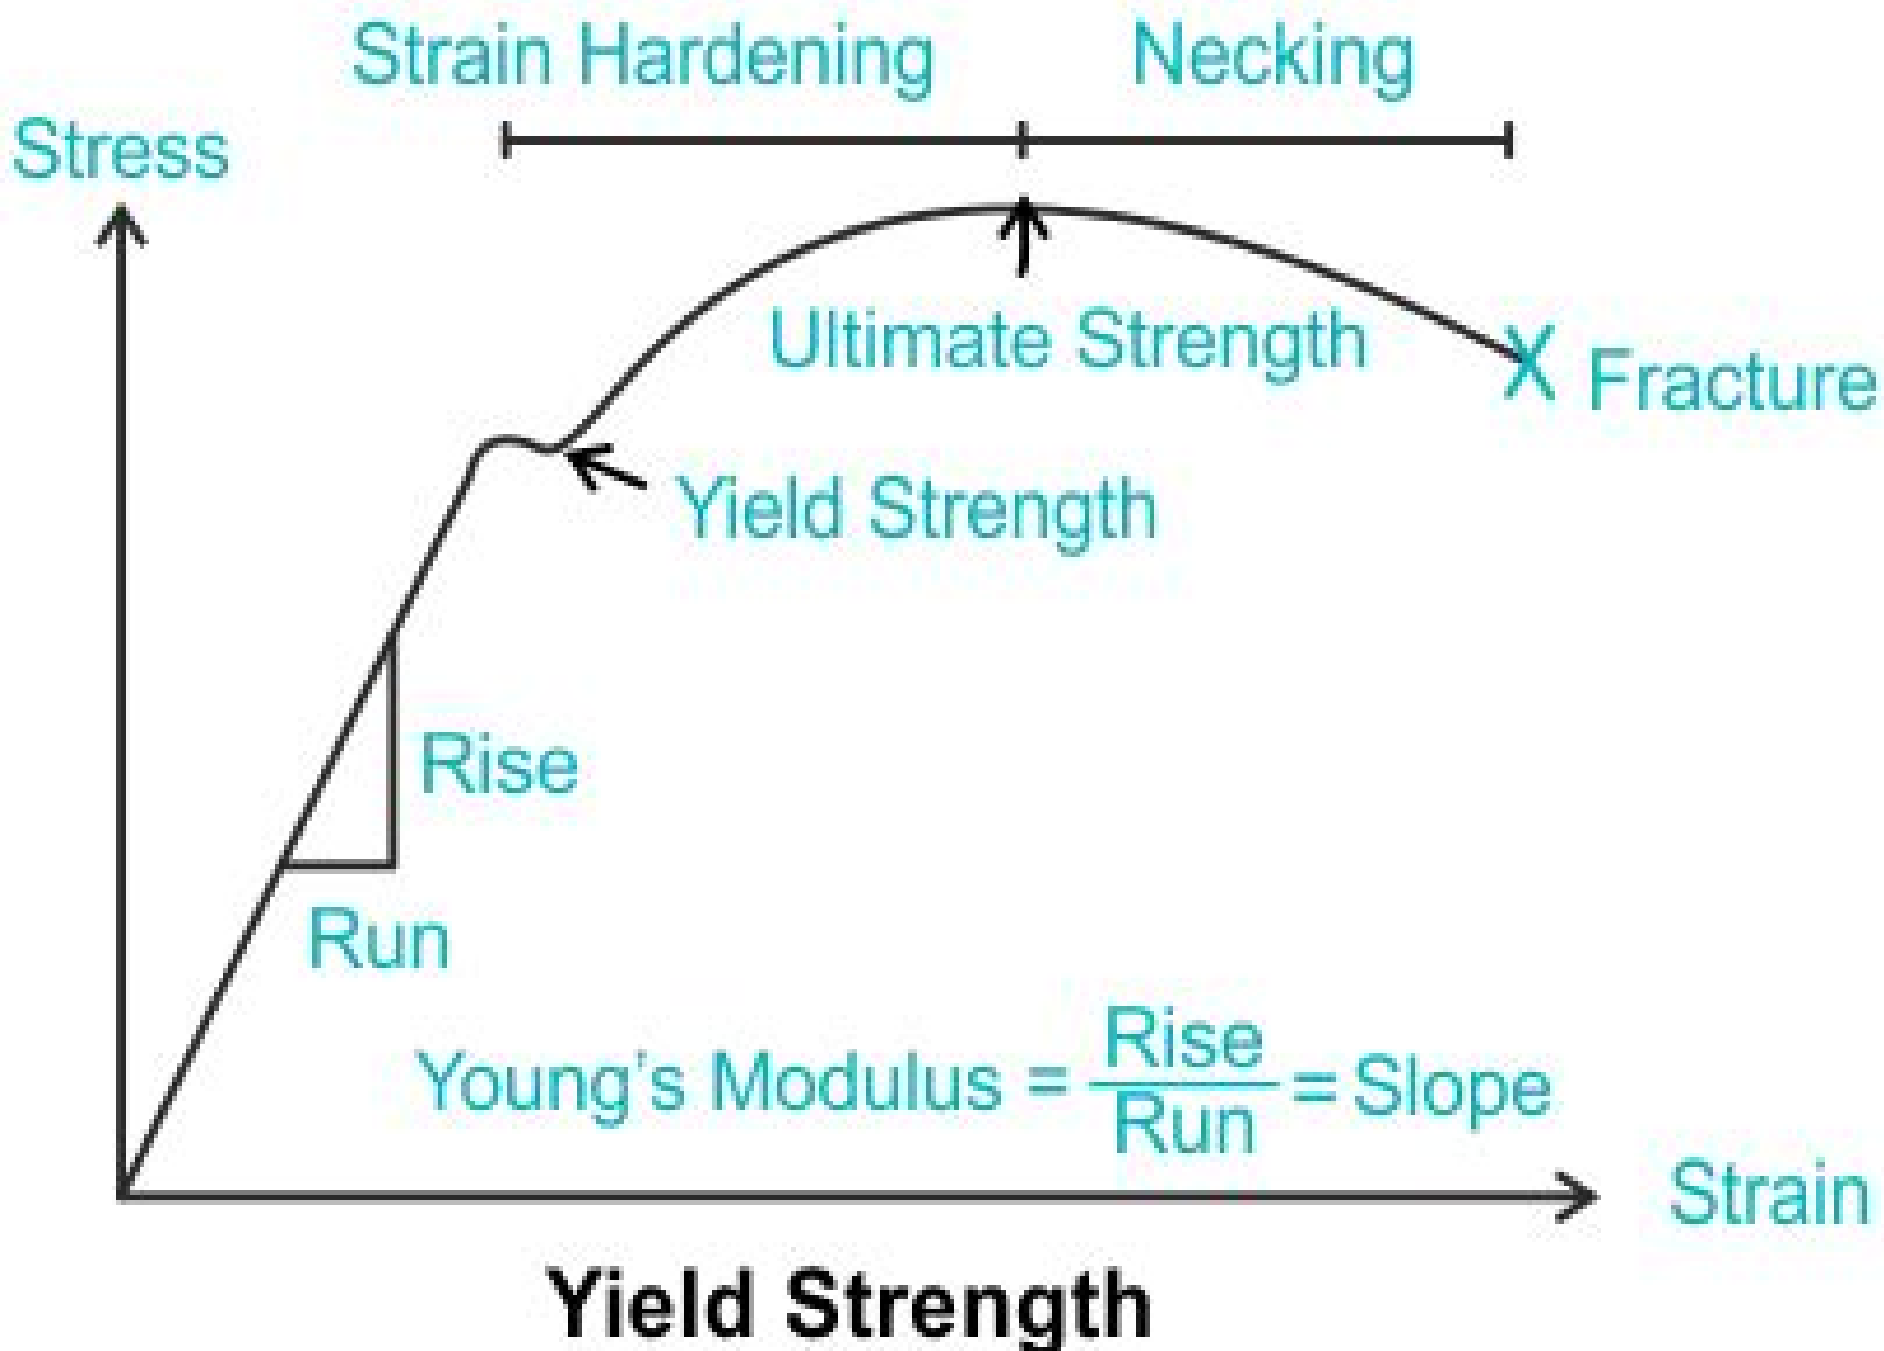 Strain Hardening
Necking
Stress
Ultimate Strength
X Fracture
Yield Strength
Rise
Run
Young's Modulus = Rise
Run = Slope
Strain
Yield Strength